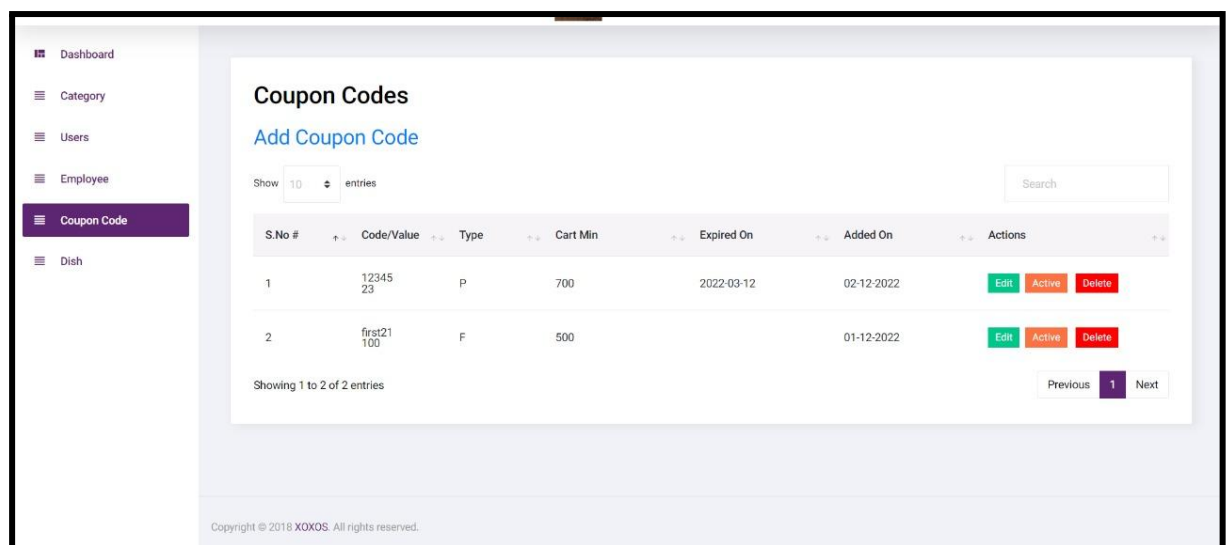 Dashboard
Category
Users
Employee
Coupon Code
Dish
Coupon Codes
Add Coupon Code
Show 10 entries
Search
S.No # Code/Value Type Cart Min Expired On Added On Actions
1 12345 P 700 2022-03-12 02-12-2022 Edit Active Delete
23
2 first21 F 500 01-12-2022 Edit Active Delete
100
Showing 1 to 2 of 2 entries
Previous 1 Next
Copyright © 2018 XOXOS. All rights reserved.